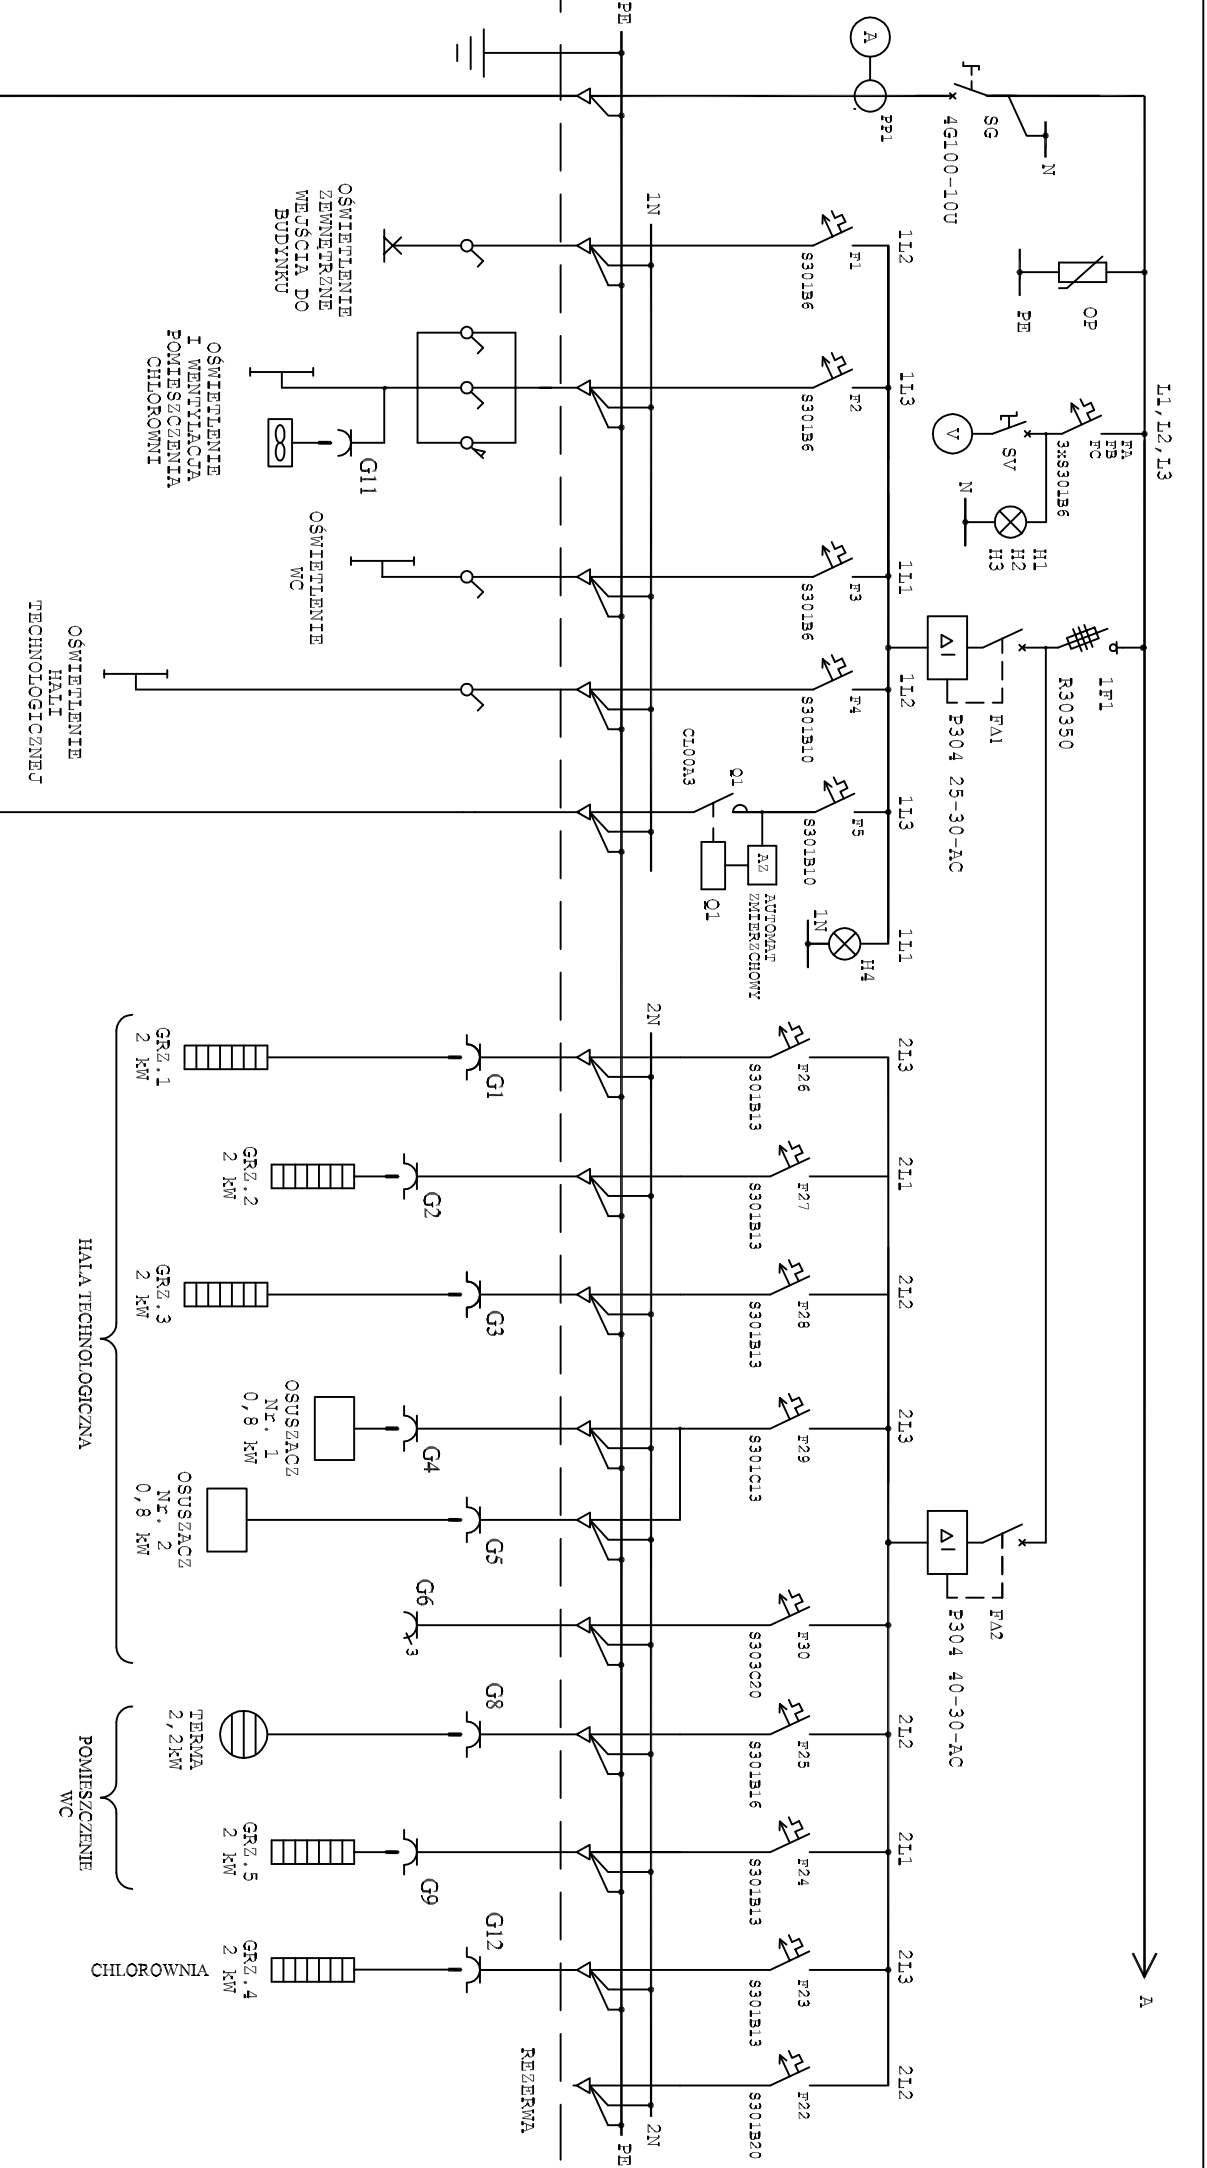 L1,L2,L3
A
N
SG
4G100-10U
A
PP1
OP
PE
FA
FB
FC
3xS301B6
SV
V
N
H1
H2
H3
1F1
R30350
F∆1
P304 25-30-AC
∆I
F∆2
P304 40-30-AC
∆I
1L2
F1
S301B6
1L3
F2
S301B6
1L1
F3
S301B6
1L2
F4
S301B10
1L3
F5
S301B10
1L1
H4
1N
AZ
AUTOMAT
ZMIERZCHOWY
Q1
Q1
CL00A3
2L3
F26
S301B13
2L1
F27
S301B13
2L2
F28
S301B13
2L3
F29
S301C13
F30
S303C20
2L2
F25
S301B16
2L1
F24
S301B13
2L3
F23
S301B13
2L2
F22
S301B20
1N
2N
2N
PE
PE
OŚWIETLENIE
ZEWNĘTRZNE
WEJŚCIA DO
BUDYNKU
OŚWIETLENIE
I WENTYLACJA
POMIESZCZENIA
CHLOROWNI
G11
OŚWIETLENIE
WC
OŚWIETLENIE
HALI
TECHNOLOGICZNEJ
G1
GRZ.1
2 kW
G2
GRZ.2
2 kW
G3
GRZ.3
2 kW
G4
OSUSZACZ
Nr. 1
0,8 kW
G5
OSUSZACZ
Nr. 2
0,8 kW
G6
3
G8
TERMA
2,2kW
G9
GRZ.5
2 kW
G12
GRZ.4
2 kW
REZERWA
HALA TECHNOLOGICZNA
POMIESZCZENIE
WC
CHLOROWNIA